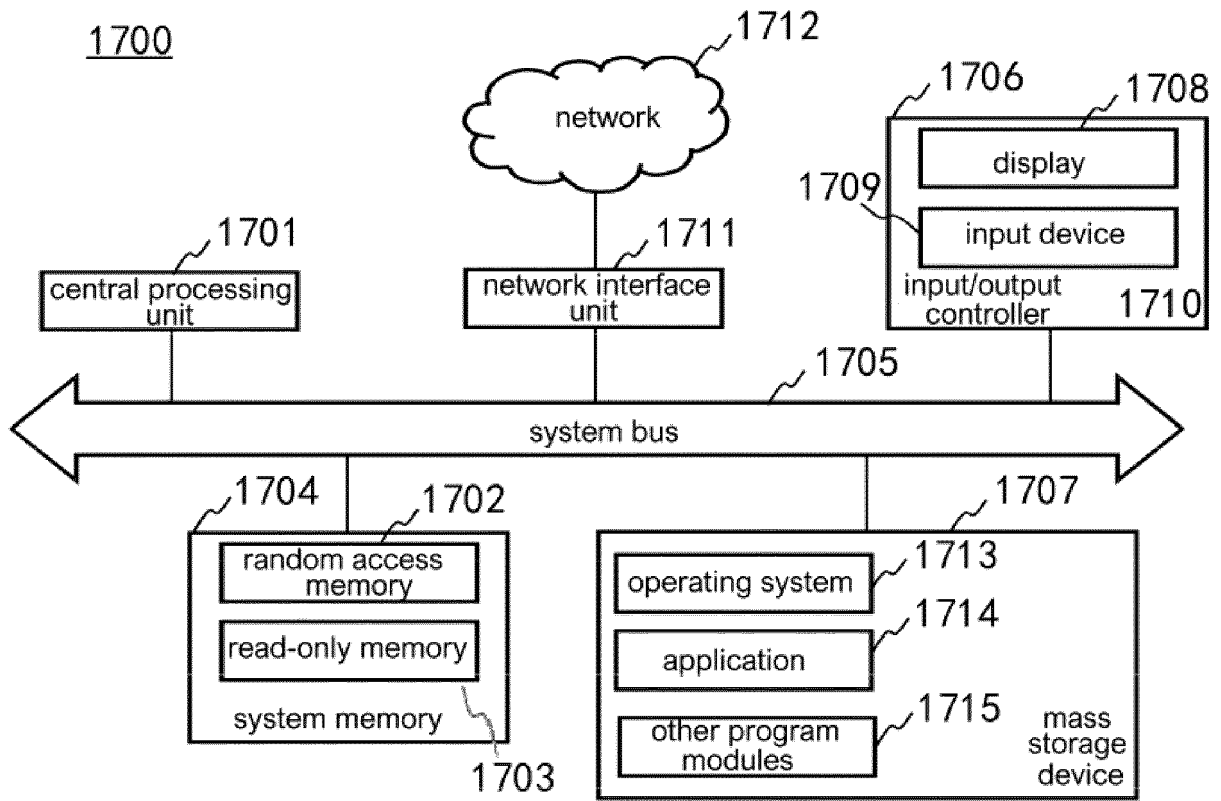 1700
1712
network
1706
1708
display
1709
input device
input/output
controller
1710
1701
central processing
unit
1711
network interface
unit
1705
system bus
1704
1702
random access
memory
read-only memory
system memory
1703
1707
operating system
1713
application
1714
other program
modules
1715
mass
storage
device